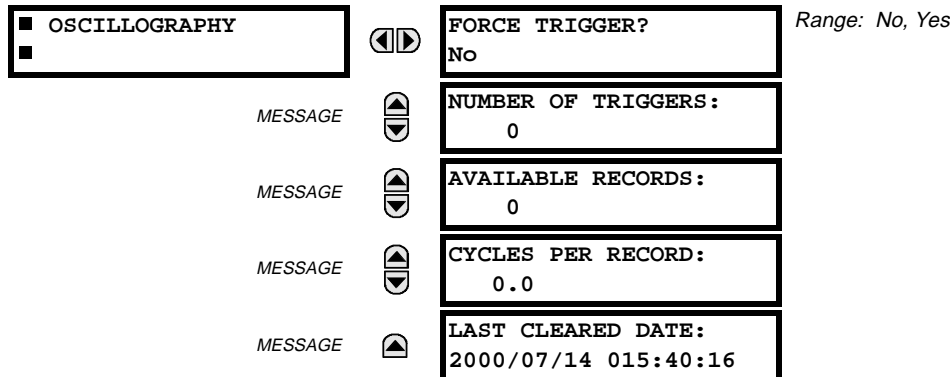 OSCILLOGRAPHY
FORCE TRIGGER?
No
Range: No, Yes
MESSAGE
NUMBER OF TRIGGERS:
0
MESSAGE
AVAILABLE RECORDS:
0
MESSAGE
CYCLES PER RECORD:
0.0
MESSAGE
LAST CLEARED DATE:
2000/07/14 015:40:16